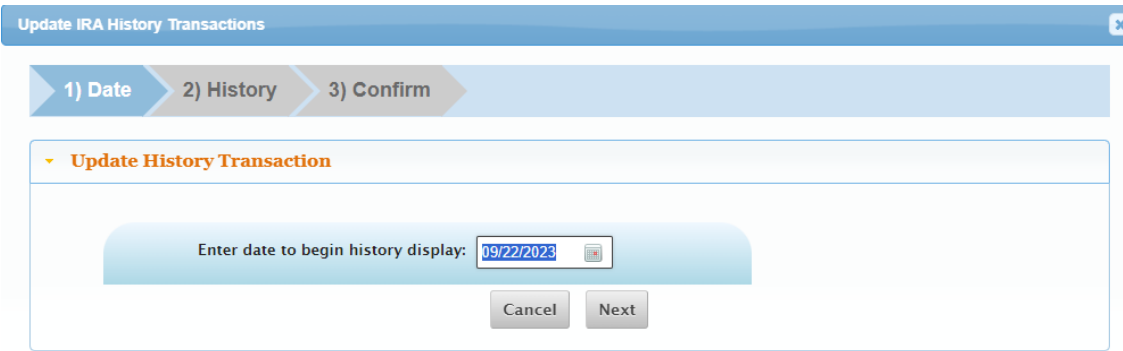 Update IRA History Transactions
1) Date 2) History 3) Confirm
Update History Transaction
Enter date to begin history display: 09/22/2023
Cancel Next